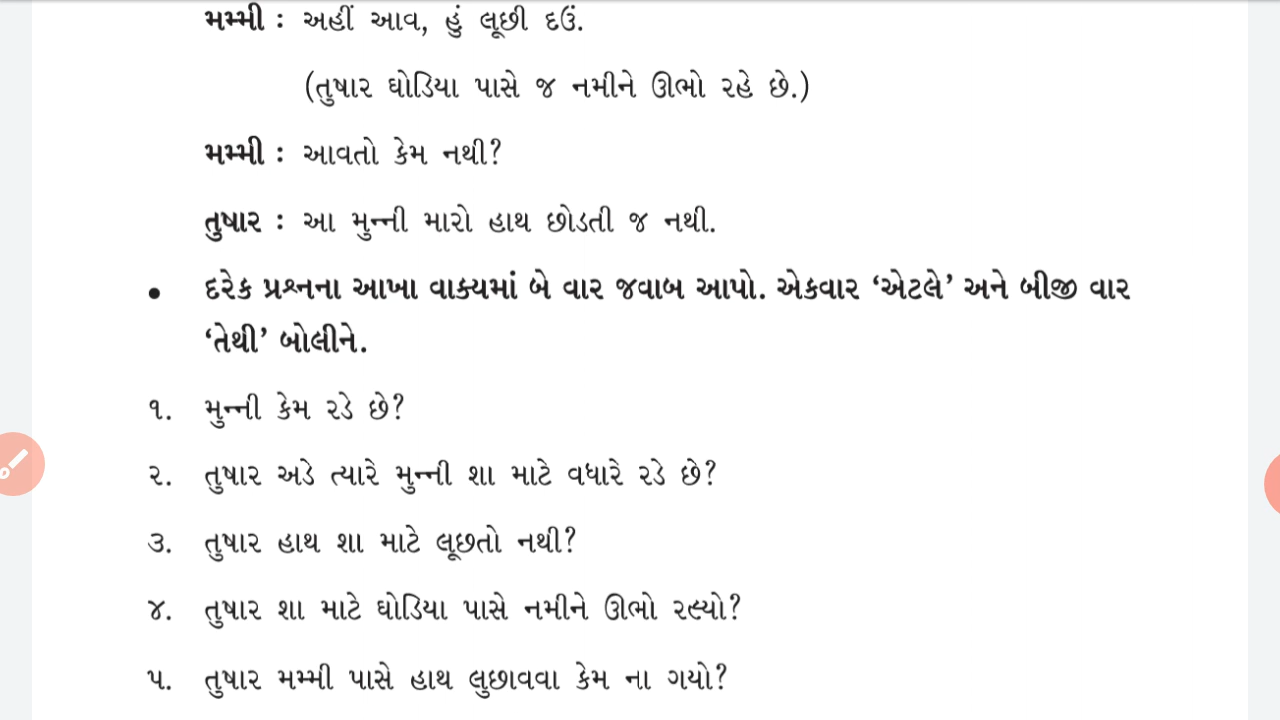 મમ્મી : અહીં આવ, હું લૂછી દઉં.
(તુષાર ઘોડિયા પાસે જ નમીને ઊભો રહે છે.)
મમ્મી : આવતો કેમ નથી?
તુષાર : આ મુન્ની મારો હાથ છોડતી જ નથી.
• દરેક પ્રશ્નના આખા વાક્યમાં બે વાર જવાબ આપો. એકવાર ‘એટલે’ અને બીજી વાર
‘તેથી’ બોલીને.
૧. મુન્ની કેમ રડે છે?
૨. તુષાર અડે ત્યારે મુન્ની શા માટે વધારે રડે છે?
૩. તુષાર હાથ શા માટે લૂછતો નથી?
૪. તુષાર શા માટે ઘોડિયા પાસે નમીને ઊભો રહ્યો?
૫. તુષાર મમ્મી પાસે હાથ લુછાવવા કેમ ના ગયો?